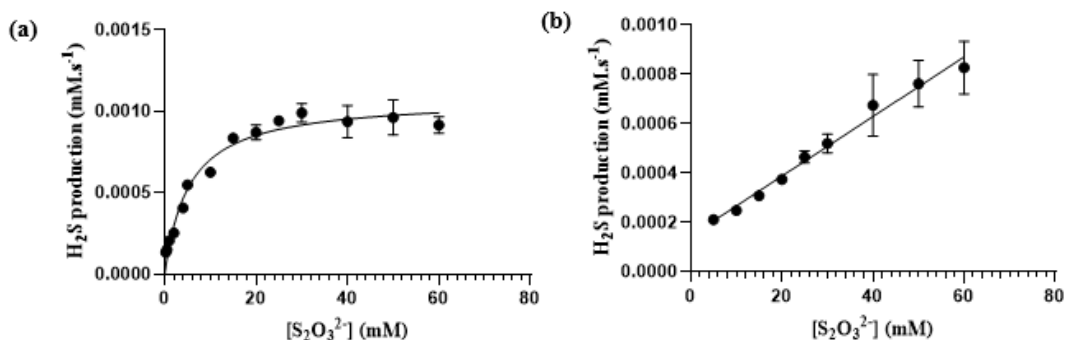 (a)
H₂S production (mM.s⁻¹)
0.0015
0.0010
0.0005
0.0000
0 20 40 60 80
[S₂O₃²⁻] (mM)
(b)
H₂S production (mM.s⁻¹)
0.0010
0.0008
0.0006
0.0004
0.0002
0.0000
0 20 40 60 80
[S₂O₃²⁻] (mM)